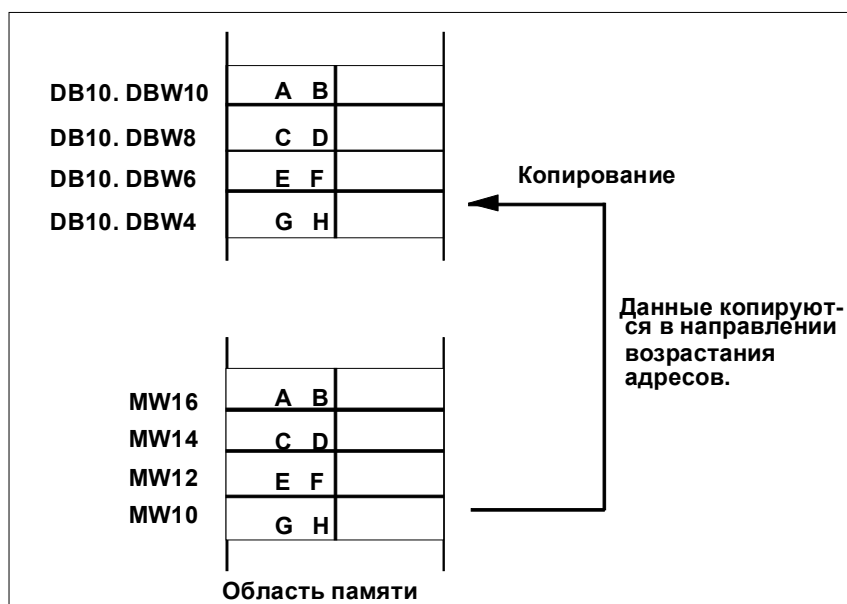 DB10. DBW10 A B
DB10. DBW8 C D
DB10. DBW6 E F
DB10. DBW4 G H
Копирование
Данные копируют-
ся в направлении
возрастания
адресов.
MW16 A B
MW14 C D
MW12 E F
MW10 G H
Область памяти